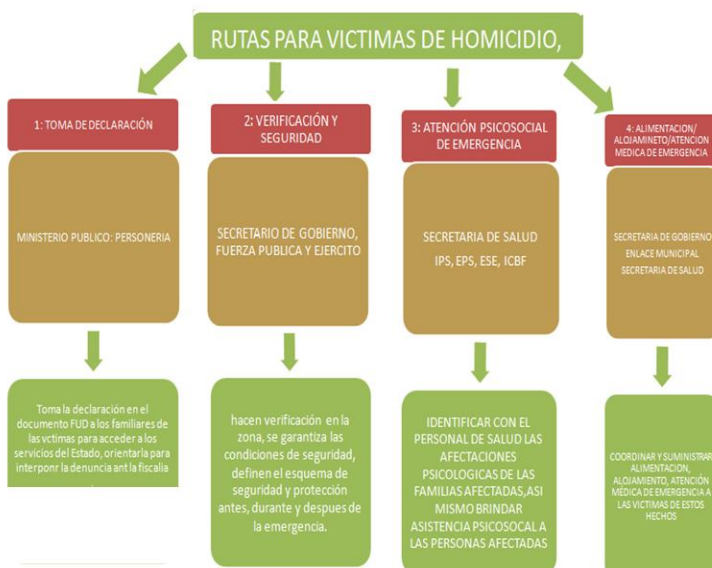 RUTAS PARA VICTIMAS DE HOMICIDIO,
1: TOMA DE DECLARACIÓN
MINISTERIO PUBLICO: PERSONERIA
Toma la declaración en el
documento FUD a los familiares de
las vctimas para acceder a los
servicios del Estado, orientarla para
interponr la denuncia ant la fiscalia
2: VERIFICACIÓN Y
SEGURIDAD
SECRETARIO DE GOBIERNO,
FUERZA PUBLICA Y EJERCITO
hacen verificación en la
zona, se garantiza las
condiciones de seguridad,
definen el esquema de
seguridad y protección
antes, durante y despues de
la emergencia.
3: ATENCIÓN PSICOSOCIAL
DE EMERGENCIA
SECRETARIA DE SALUD
IPS, EPS, ESE, ICBF
IDENTIFICAR CON EL
PERSONAL DE SALUD LAS
AFECTACIONES
PSICOLOGICAS DE LAS
FAMILIAS AFECTADAS,ASI
MISMO BRINDAR
ASISTENCIA PSICOSOCAL A
LAS PERSONAS AFECTADAS
4: ALIMENTACION/
ALOJAMINETO/ATENCION
MEDICA DE EMERGENCIA
SECRETARIA DE GOBIERNO
ENLACE MUNICIPAL
SECRETARIA DE SALUD
COORDINAR Y SUMINISTRAR
ALIMENTACION,
ALOJAMIENTO, ATENCIÓN
MÉDICA DE EMERGENCIA A
LAS VICTIMAS DE ESTOS
HECHOS